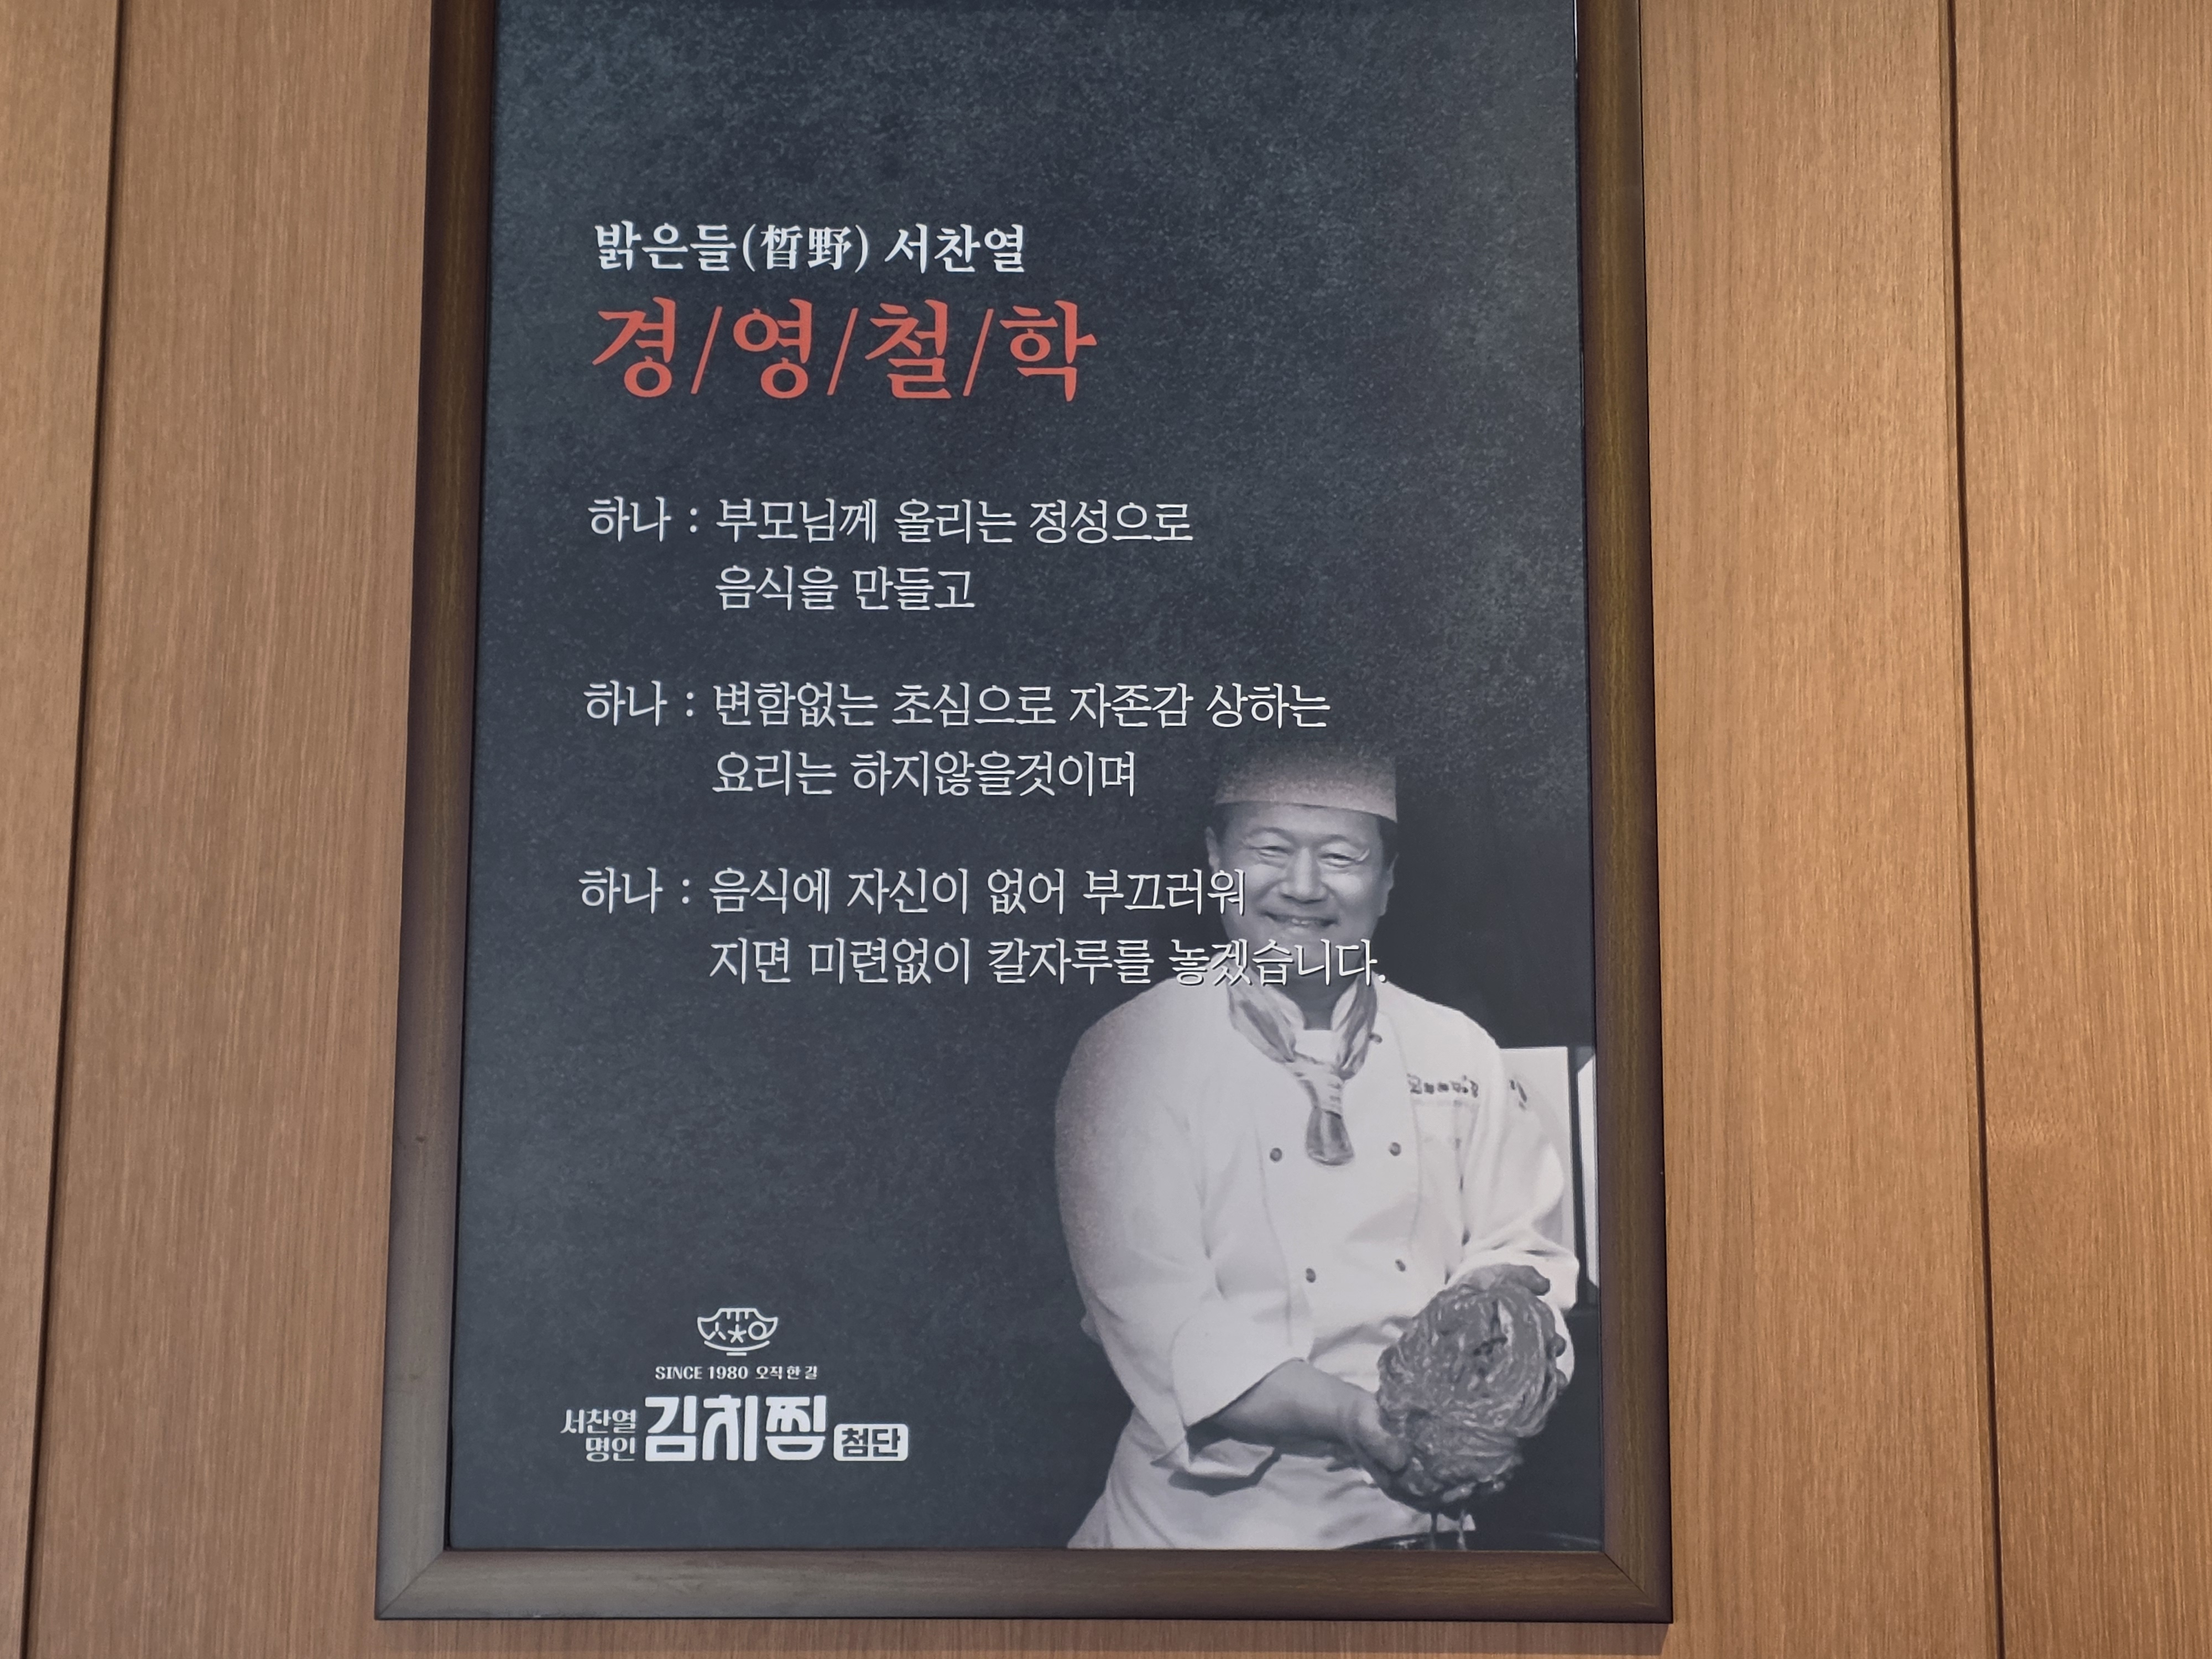 밝은들(晳野) 서찬열
경/영/철/학
하나 : 부모님께 올리는 정성으로
음식을 만들고
하나 : 변함없는 초심으로 자존감 상하는
요리는 하지않을것이며
하나 : 음식에 자신이 없어 부끄러워
지면 미련없이 칼자루를 놓겠습니다.
SINCE 1980 오직 한 길
서찬열
명인
김치찜 첨단